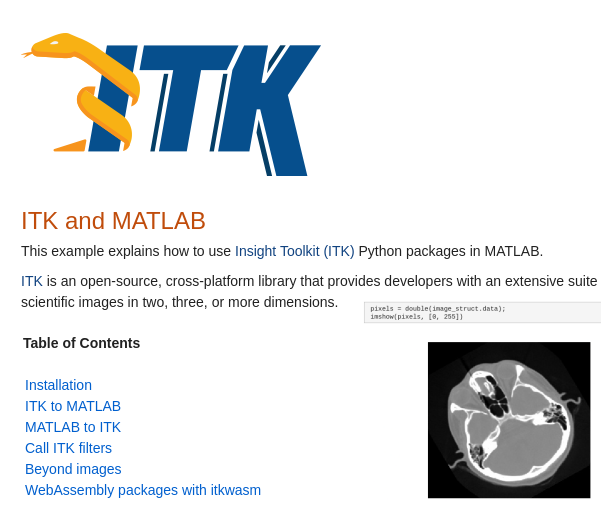 ITK
ITK and MATLAB
This example explains how to use Insight Toolkit (ITK) Python packages in MATLAB.
ITK is an open-source, cross-platform library that provides developers with an extensive suite
scientific images in two, three, or more dimensions.
pixels = double(image_struct.data);
imshow(pixels, [0, 255])
Table of Contents
Installation
ITK to MATLAB
MATLAB to ITK
Call ITK filters
Beyond images
WebAssembly packages with itkwasm